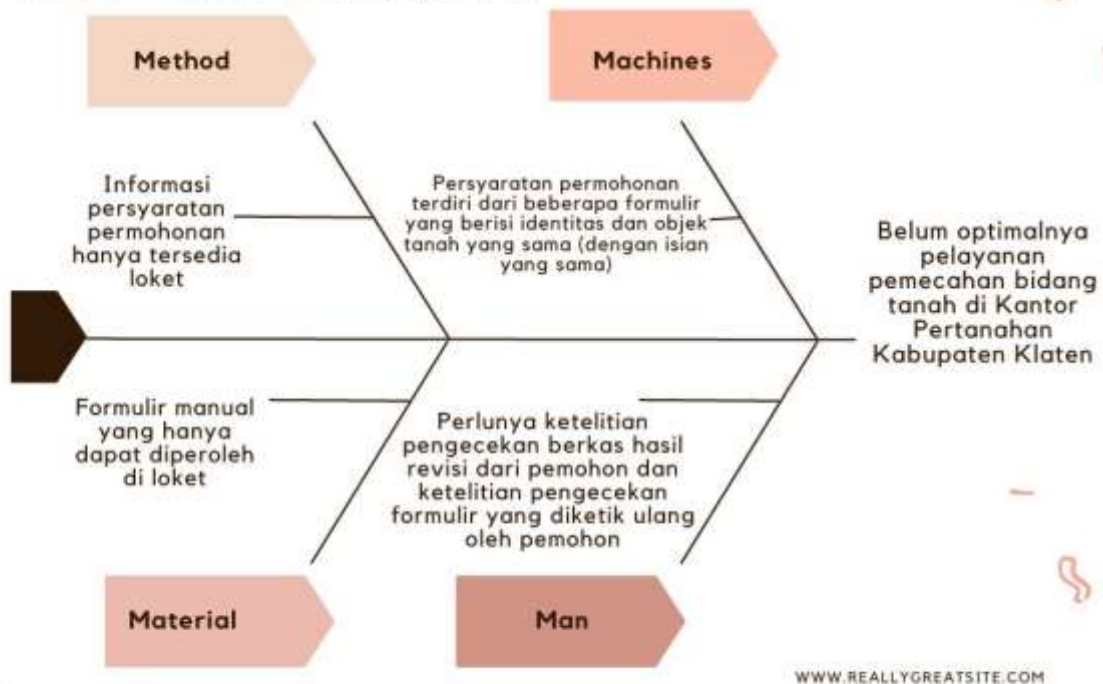 Method
Machines
Informasi
persyaratan
permohonan
hanya tersedia
loket
Persyaratan permohonan
terdiri dari beberapa formulir
yang berisi identitas dan objek
tanah yang sama (dengan isian
yang sama)
Belum optimalnya
pelayanan
pemecahan bidang
tanah di Kantor
Pertanahan
Kabupaten Klaten
Formulir manual
yang hanya
dapat diperoleh
di loket
Perlunya ketelitian
pengecekan berkas hasil
revisi dari pemohon dan
ketelitian pengecekan
formulir yang diketik ulang
oleh pemohon
Material
Man
WWW.REALLYGREATSITE.COM